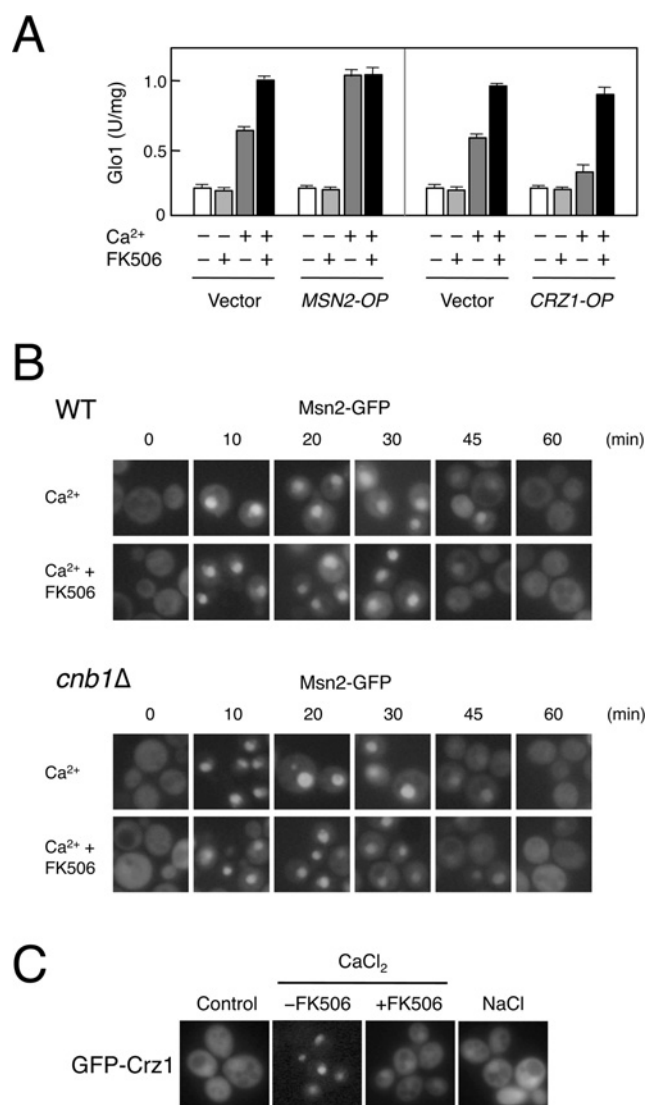 A
Glo1 (U/mg)
1.0
0.5
0
Ca²⁺ – – + + – – + + – – + + – – + +
FK506 – + – + – + – + – + – + – + – +
Vector MSN2-OP Vector CRZ1-OP
B
WT
Msn2-GFP
0 10 20 30 45 60 (min)
Ca²⁺
Ca²⁺ +
FK506
cnb1Δ
Msn2-GFP
0 10 20 30 45 60 (min)
Ca²⁺
Ca²⁺ +
FK506
C
CaCl₂
Control –FK506 +FK506 NaCl
GFP-Crz1